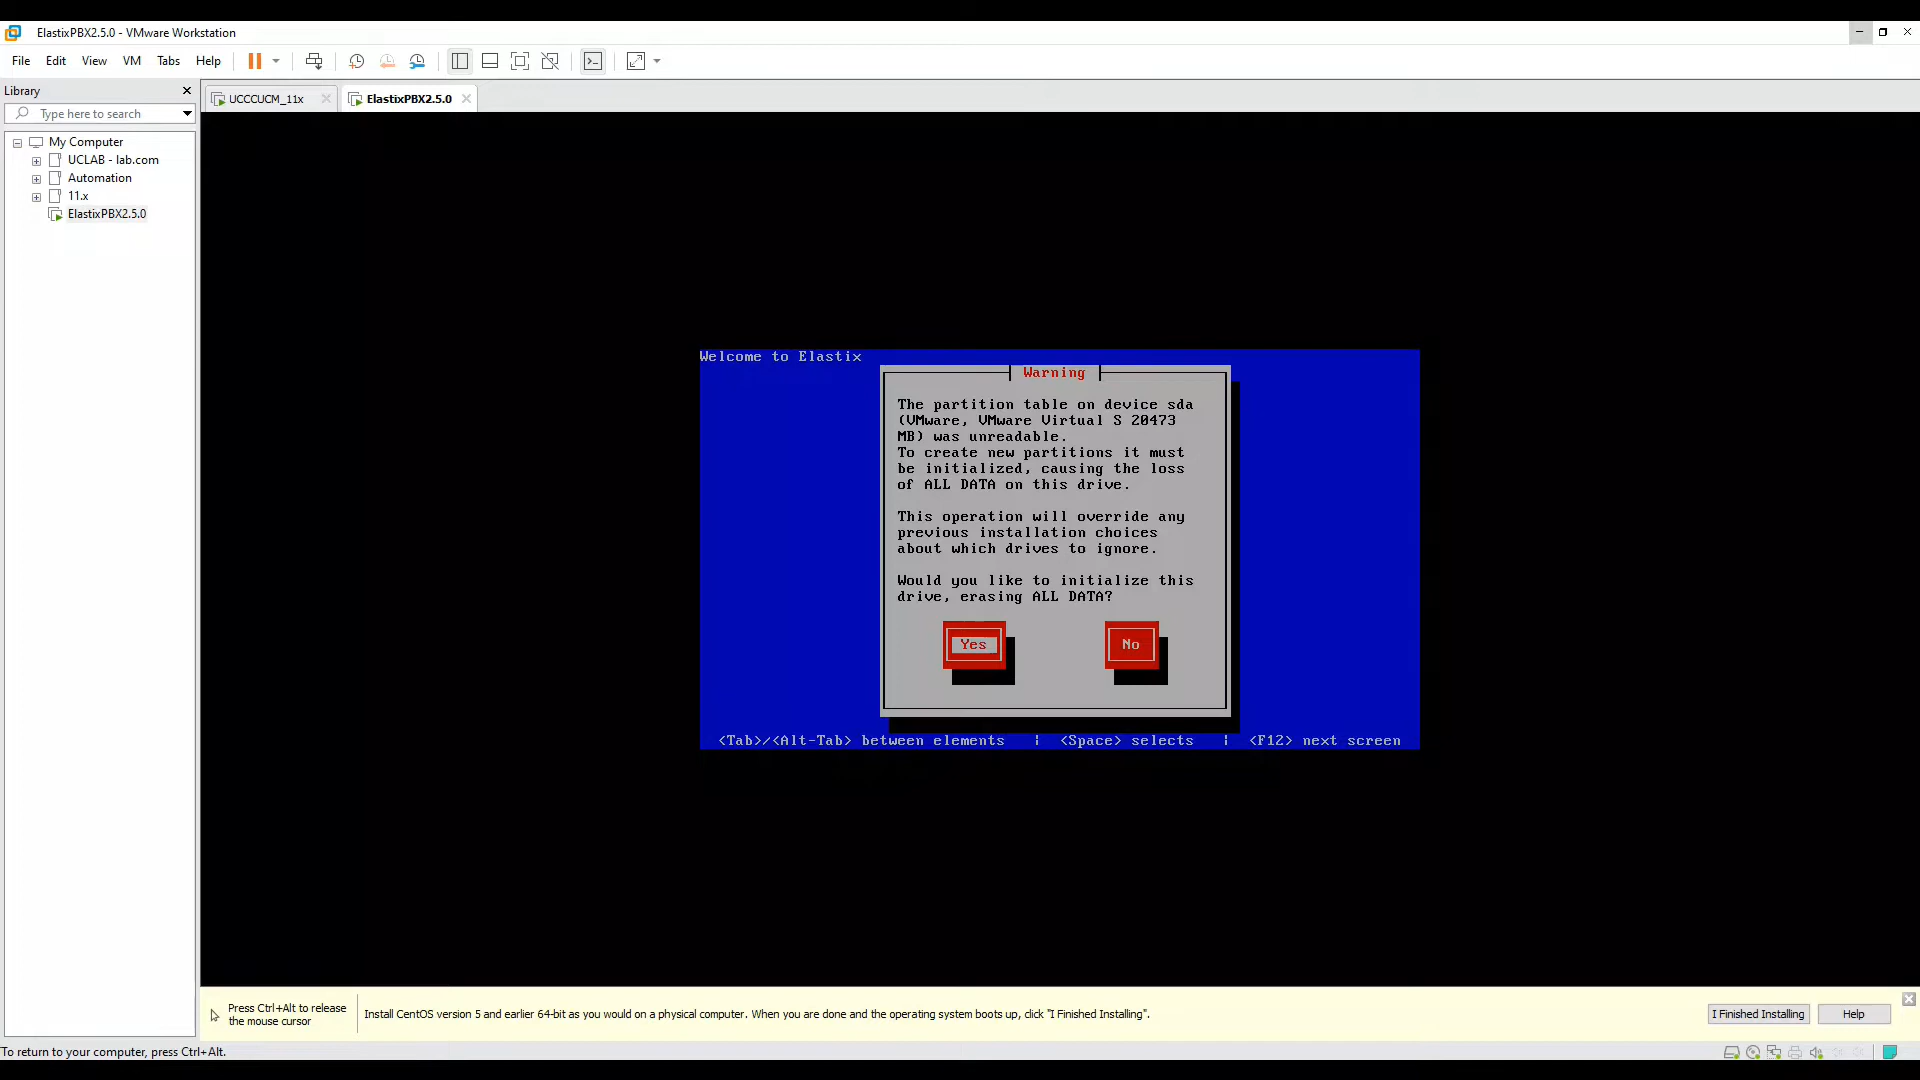 ElastixPBX2.5.0 - VMware Workstation
File Edit View VM Tabs Help
Library
Type here to search
My Computer
UCLAB - lab.com
Automation
11.x
ElastixPBX2.5.0
UCCCUCM_11x
ElastixPBX2.5.0
Welcome to Elastix
Warning
The partition table on device sda
(VMware, VMware Virtual S 20473
MB) was unreadable.
To create new partitions it must
be initialized, causing the loss
of ALL DATA on this drive.
This operation will override any
previous installation choices
about which drives to ignore.
Would you like to initialize this
drive, erasing ALL DATA?
Yes No
<Tab>/<Alt-Tab> between elements | <Space> selects | <F12> next screen
Press Ctrl+Alt to release
the mouse cursor
Install CentOS version 5 and earlier 64-bit as you would on a physical computer. When you are done and the operating system boots up, click "I Finished Installing".
I Finished Installing
Help
To return to your computer, press Ctrl+Alt.